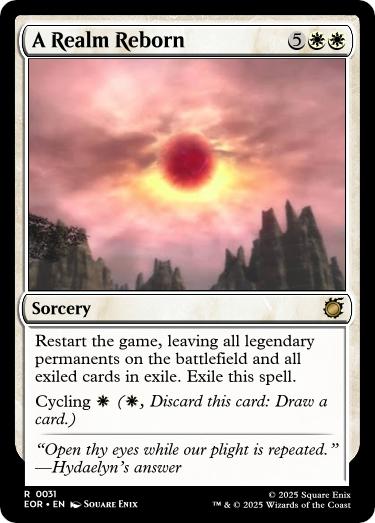 A Realm Reborn 5
Sorcery
Restart the game, leaving all legendary
permanents on the battlefield and all
exiled cards in exile. Exile this spell.
Cycling (, Discard this card: Draw a
card.)
“Open thy eyes while our plight is repeated.”
—Hydaelyn’s answer
R 0031
© 2025 Square Enix
EOR • EN Square Enix
™ & © 2025 Wizards of the Coast